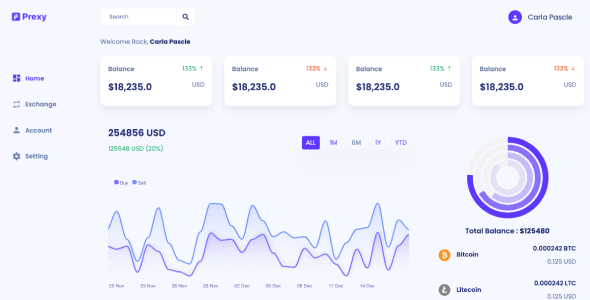 Prexy
Search
Carla Pascle
Welcome Back, Carla Pascle
Home
Exchange
Account
Setting
Balance 133% ↑
$18,235.0 USD
Balance 133% ↓
$18,235.0 USD
Balance 133% ↑
$18,235.0 USD
Balance 133% ↓
$18,235.0 USD
254856 USD
125648 USD (20%)
ALL 1M 6M 1Y YTD
Buy Sell
20 Nov 23 Nov 26 Nov 29 Nov 02 Dec 05 Dec 08 Dec 11 Dec 14 Dec
Total Balance : $125480
Bitcoin 0.000242 BTC
0.125 USD
Litecoin 0.000242 LTC
0.125 USD